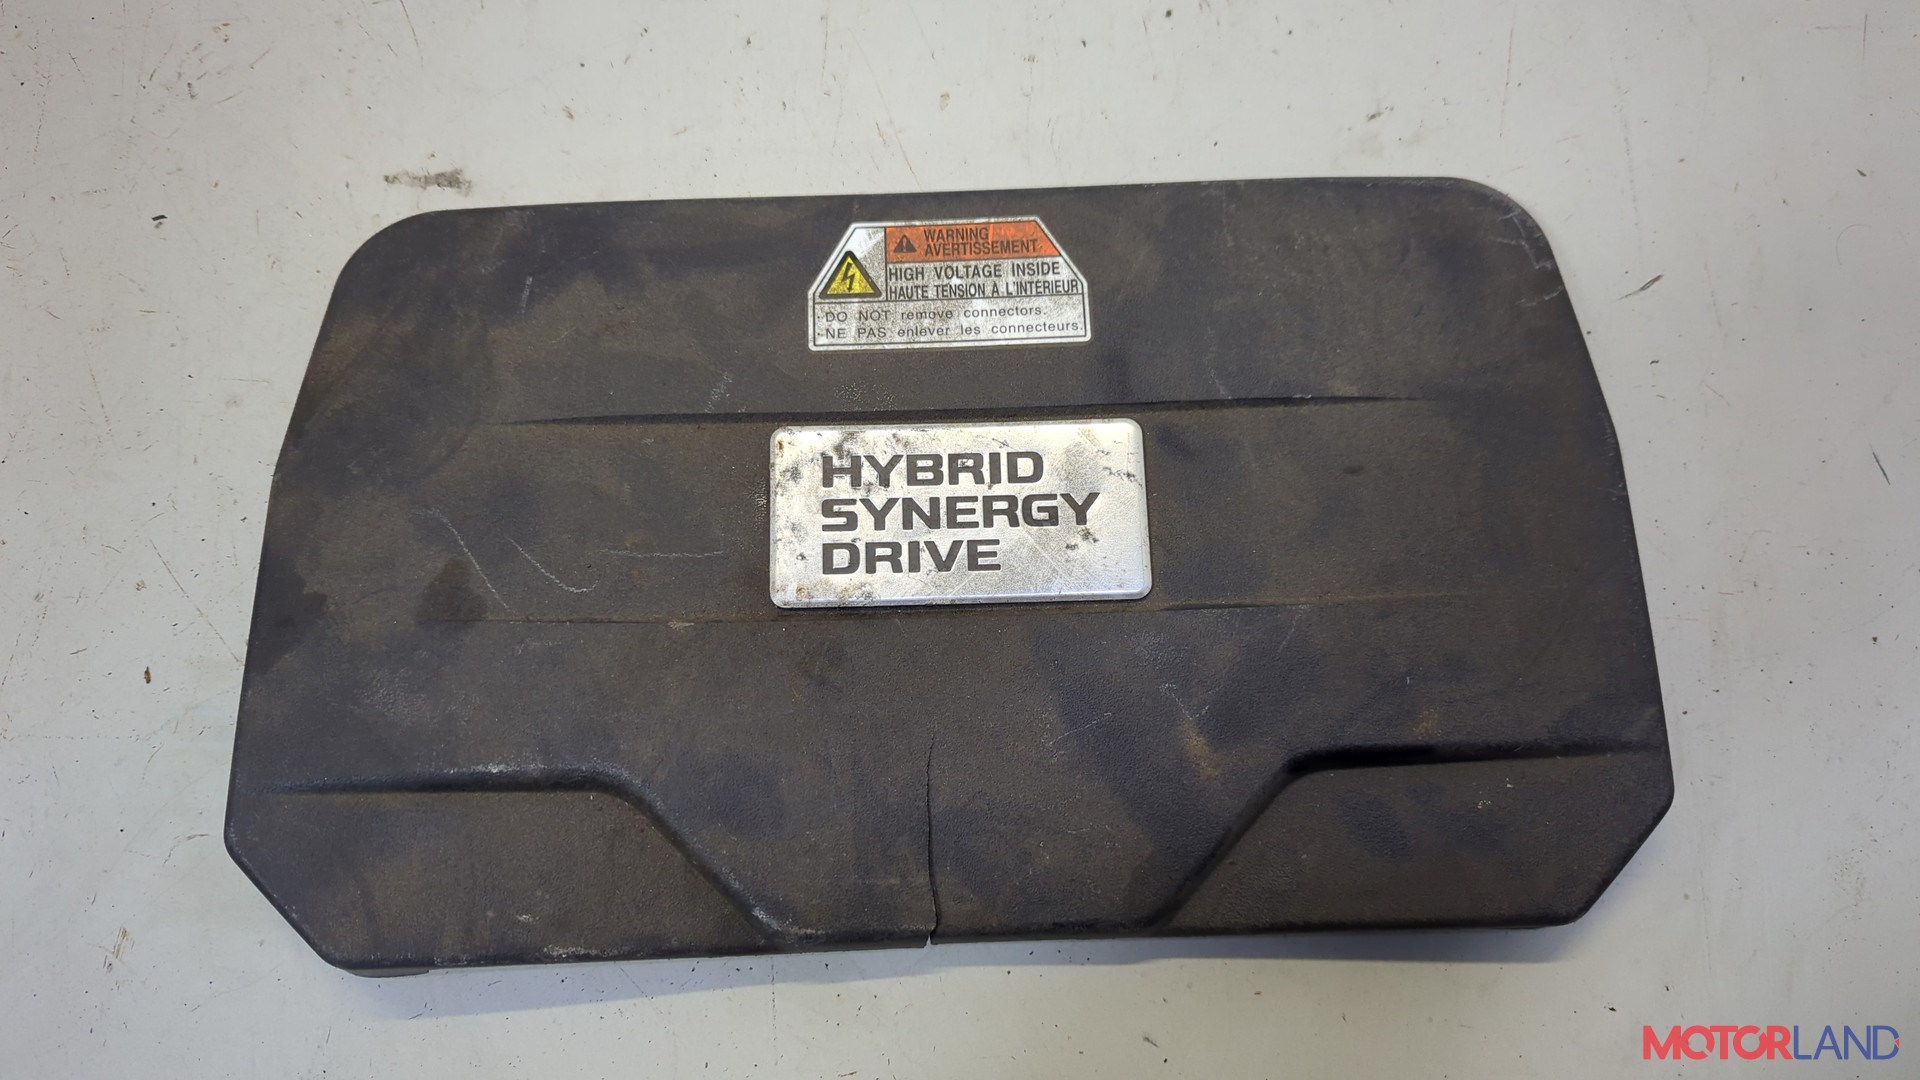 WARNING
AVERTISSEMENT
HIGH VOLTAGE INSIDE
HAUTE TENSION À L'INTÉRIEUR
·DO NOT remove connectors.
·NE PAS enlever les connecteurs.
HYBRID
SYNERGY
DRIVE
MOTORLAND